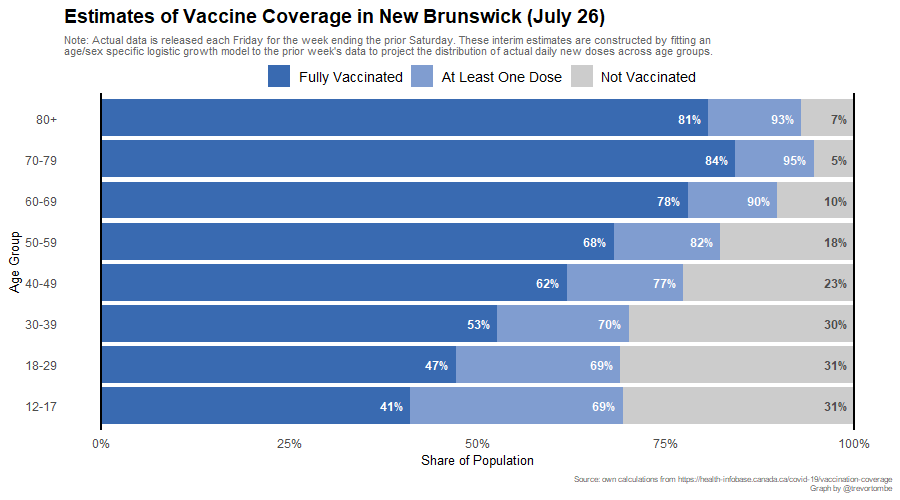 Estimates of Vaccine Coverage in New Brunswick (July 26)
Note: Actual data is released each Friday for the week ending the prior Saturday. These interim estimates are constructed by fitting an
age/sex specific logistic growth model to the prior week's data to project the distribution of actual daily new doses across age groups.
Fully Vaccinated At Least One Dose Not Vaccinated
80+ 81% 93% 7%
70-79 84% 95% 5%
60-69 78% 90% 10%
50-59 68% 82% 18%
40-49 62% 77% 23%
30-39 53% 70% 30%
18-29 47% 69% 31%
12-17 41% 69% 31%
Age Group
0% 25% 50% 75% 100%
Share of Population
Source: own calculations from https://health-infobase.canada.ca/covid-19/vaccination-coverage
Graph by @trevortombe